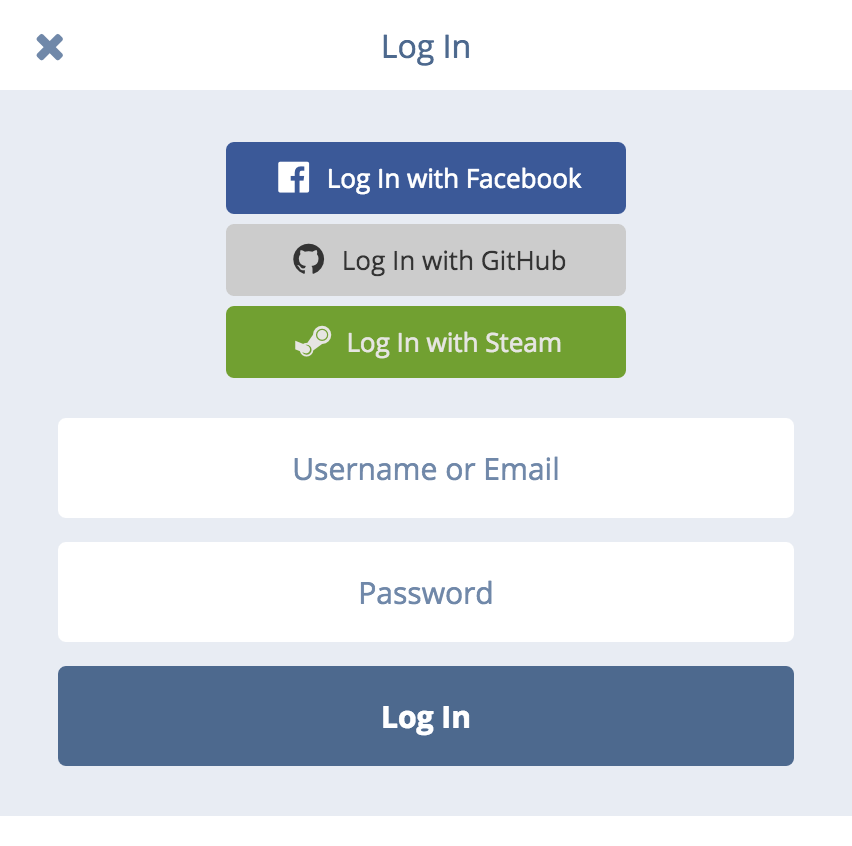 Log In
Log In with Facebook
Log In with GitHub
Log In with Steam
Username or Email
Password
Log In